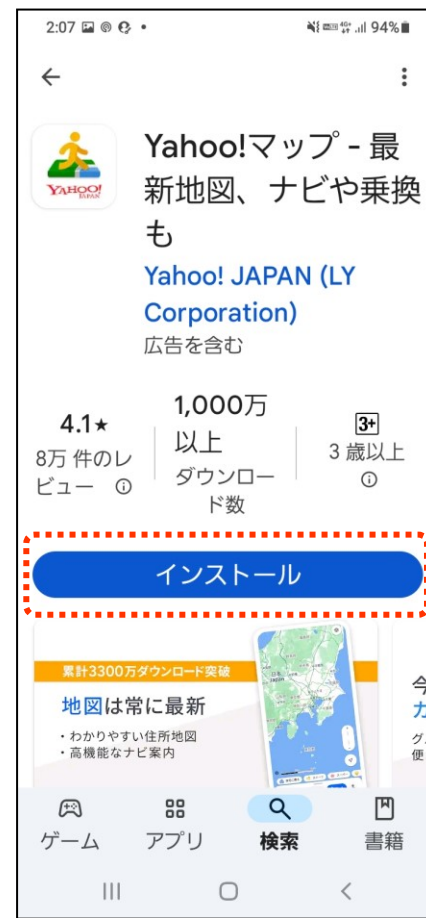 2:07 94%
Yahoo!マップ - 最
新地図、ナビや乗換
も
YAHOO!
JAPAN
Yahoo! JAPAN (LY
Corporation)
広告を含む
4.1★
8万 件のレ
ビュー
1,000万
以上
ダウンロー
ド数
3+
3 歳以上
インストール
累計3300万ダウンロード突破
地図は常に最新
・わかりやすい住所地図
・高機能なナビ案内
ゲーム
アプリ
検索
書籍